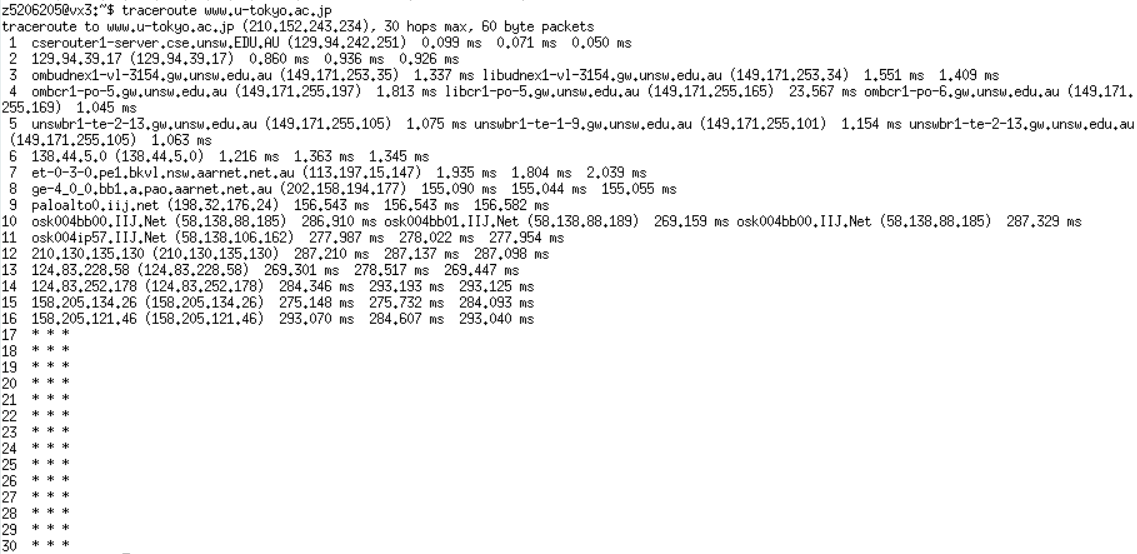 z5206205@vx3:~$ traceroute www.u-tokyo.ac.jp
traceroute to www.u-tokyo.ac.jp (210.152.243.234), 30 hops max, 60 byte packets
 1  cserouter1-server.cse.unsw.EDU.AU (129.94.242.251)  0.099 ms  0.071 ms  0.050 ms
 2  129.94.39.17 (129.94.39.17)  0.860 ms  0.936 ms  0.926 ms
 3  ombudnex1-vl-3154.gw.unsw.edu.au (149.171.253.35)  1.337 ms libudnex1-vl-3154.gw.unsw.edu.au (149.171.253.34)  1.551 ms  1.409 ms
 4  ombcr1-po-5.gw.unsw.edu.au (149.171.255.197)  1.813 ms libcr1-po-5.gw.unsw.edu.au (149.171.255.165)  23.567 ms ombcr1-po-6.gw.unsw.edu.au (149.171.
255.169)  1.045 ms
 5  unswbr1-te-2-13.gw.unsw.edu.au (149.171.255.105)  1.075 ms unswbr1-te-1-9.gw.unsw.edu.au (149.171.255.101)  1.154 ms unswbr1-te-2-13.gw.unsw.edu.au
 (149.171.255.105)  1.063 ms
 6  138.44.5.0 (138.44.5.0)  1.216 ms  1.363 ms  1.345 ms
 7  et-0-3-0.pe1.bkvl.nsw.aarnet.net.au (113.197.15.147)  1.935 ms  1.804 ms  2.039 ms
 8  ge-4_0_0.bb1.a.pao.aarnet.net.au (202.158.194.177)  155.090 ms  155.044 ms  155.055 ms
 9  paloalto0.iij.net (198.32.176.24)  156.543 ms  156.543 ms  156.582 ms
10  osk004bb00.IIJ.Net (58.138.88.185)  286.910 ms osk004bb01.IIJ.Net (58.138.88.189)  269.159 ms osk004bb00.IIJ.Net (58.138.88.185)  287.329 ms
11  osk004ip57.IIJ.Net (58.138.106.162)  277.987 ms  278.022 ms  277.954 ms
12  210.130.135.130 (210.130.135.130)  287.210 ms  287.137 ms  287.098 ms
13  124.83.228.58 (124.83.228.58)  269.301 ms  278.517 ms  269.447 ms
14  124.83.252.178 (124.83.252.178)  284.346 ms  293.193 ms  293.125 ms
15  158.205.134.26 (158.205.134.26)  275.148 ms  275.732 ms  284.093 ms
16  158.205.121.46 (158.205.121.46)  293.070 ms  284.607 ms  293.040 ms
17  * * *
18  * * *
19  * * *
20  * * *
21  * * *
22  * * *
23  * * *
24  * * *
25  * * *
26  * * *
27  * * *
28  * * *
29  * * *
30  * * *